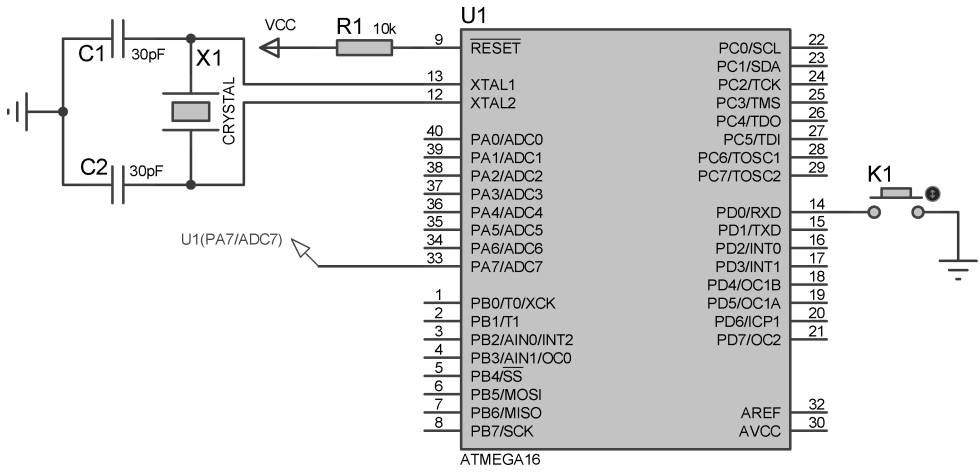 VCC
R1
10k
U1
C1
30pF
X1
CRYSTAL
C2
30pF
U1(PA7/ADC7)
9 RESET
13 XTAL1
12 XTAL2
40 PA0/ADC0
39 PA1/ADC1
38 PA2/ADC2
37 PA3/ADC3
36 PA4/ADC4
35 PA5/ADC5
34 PA6/ADC6
33 PA7/ADC7
1 PB0/T0/XCK
2 PB1/T1
3 PB2/AIN0/INT2
4 PB3/AIN1/OC0
5 PB4/SS
6 PB5/MOSI
7 PB6/MISO
8 PB7/SCK
PC0/SCL 22
PC1/SDA 23
PC2/TCK 24
PC3/TMS 25
PC4/TDO 26
PC5/TDI 27
PC6/TOSC1 28
PC7/TOSC2 29
PD0/RXD 14
PD1/TXD 15
PD2/INT0 16
PD3/INT1 17
PD4/OC1B 18
PD5/OC1A 19
PD6/ICP1 20
PD7/OC2 21
AREF 32
AVCC 30
K1
ATMEGA16